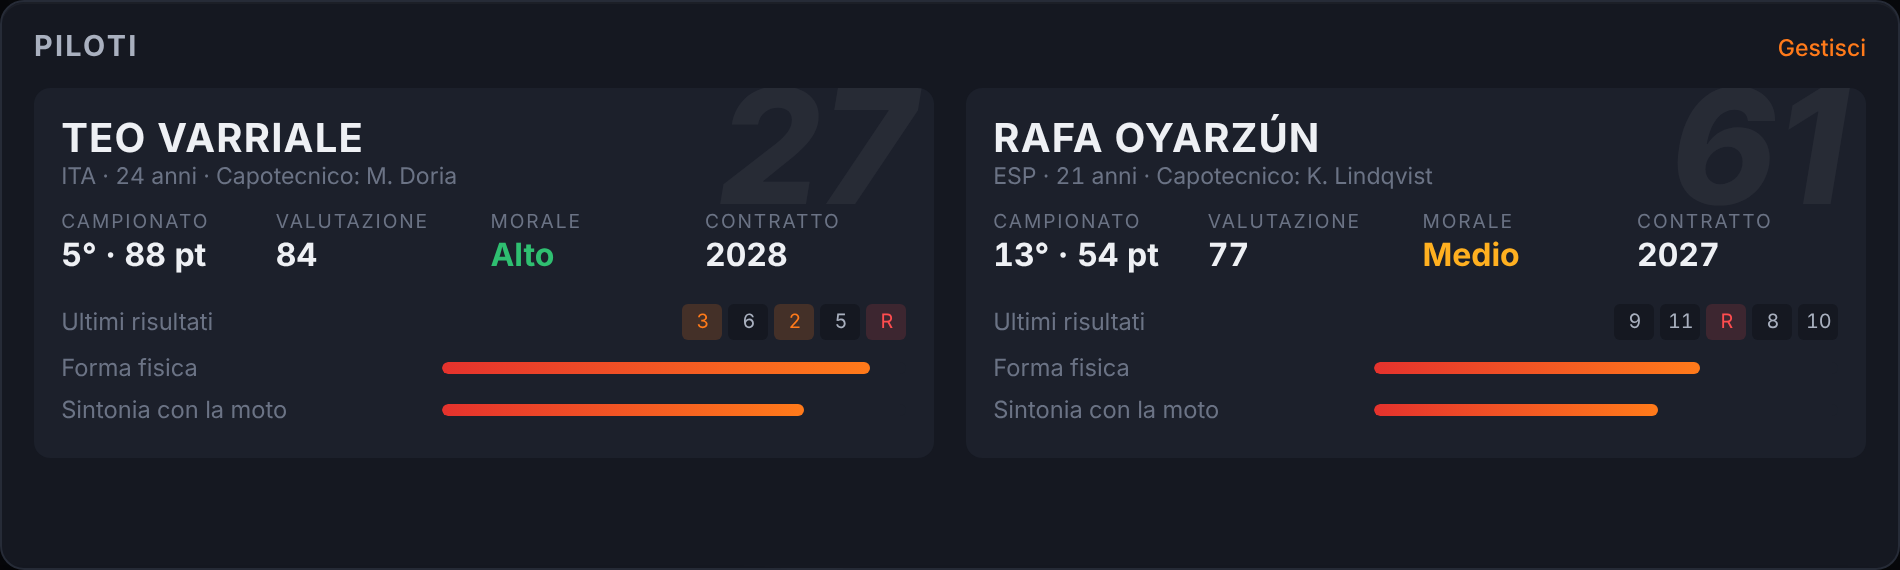 PILOTI
Gestisci
27
TEO VARRIALE
ITA · 24 anni · Capotecnico: M. Doria
CAMPIONATO VALUTAZIONE MORALE CONTRATTO
5° · 88 pt 84 Alto 2028
Ultimi risultati 3 6 2 5 R
Forma fisica
Sintonia con la moto
61
RAFA OYARZÚN
ESP · 21 anni · Capotecnico: K. Lindqvist
CAMPIONATO VALUTAZIONE MORALE CONTRATTO
13° · 54 pt 77 Medio 2027
Ultimi risultati 9 11 R 8 10
Forma fisica
Sintonia con la moto